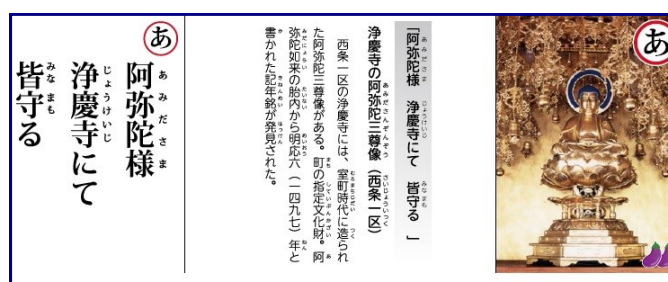 あ
「阿弥陀様 浄慶寺にて 皆守る 」
浄慶寺の阿弥陀三尊像（西条一区）
西条一区の浄慶寺には、室町時代に造られ
た阿弥陀三尊像がある。町の指定文化財。阿
弥陀如来の胎内から明応六（一四九七）年と
書かれた記年銘が発見された。
あ
阿弥陀様
浄慶寺にて
皆守る